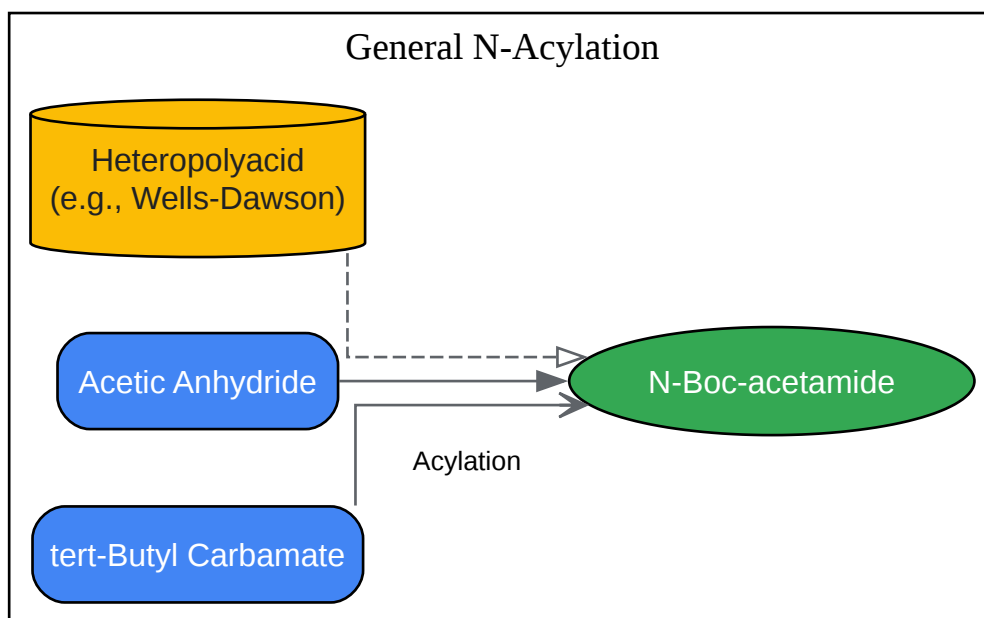 General N-Acylation
Heteropolyacid
(e.g., Wells-Dawson)
Acetic Anhydride
N-Boc-acetamide
Acylation
tert-Butyl Carbamate